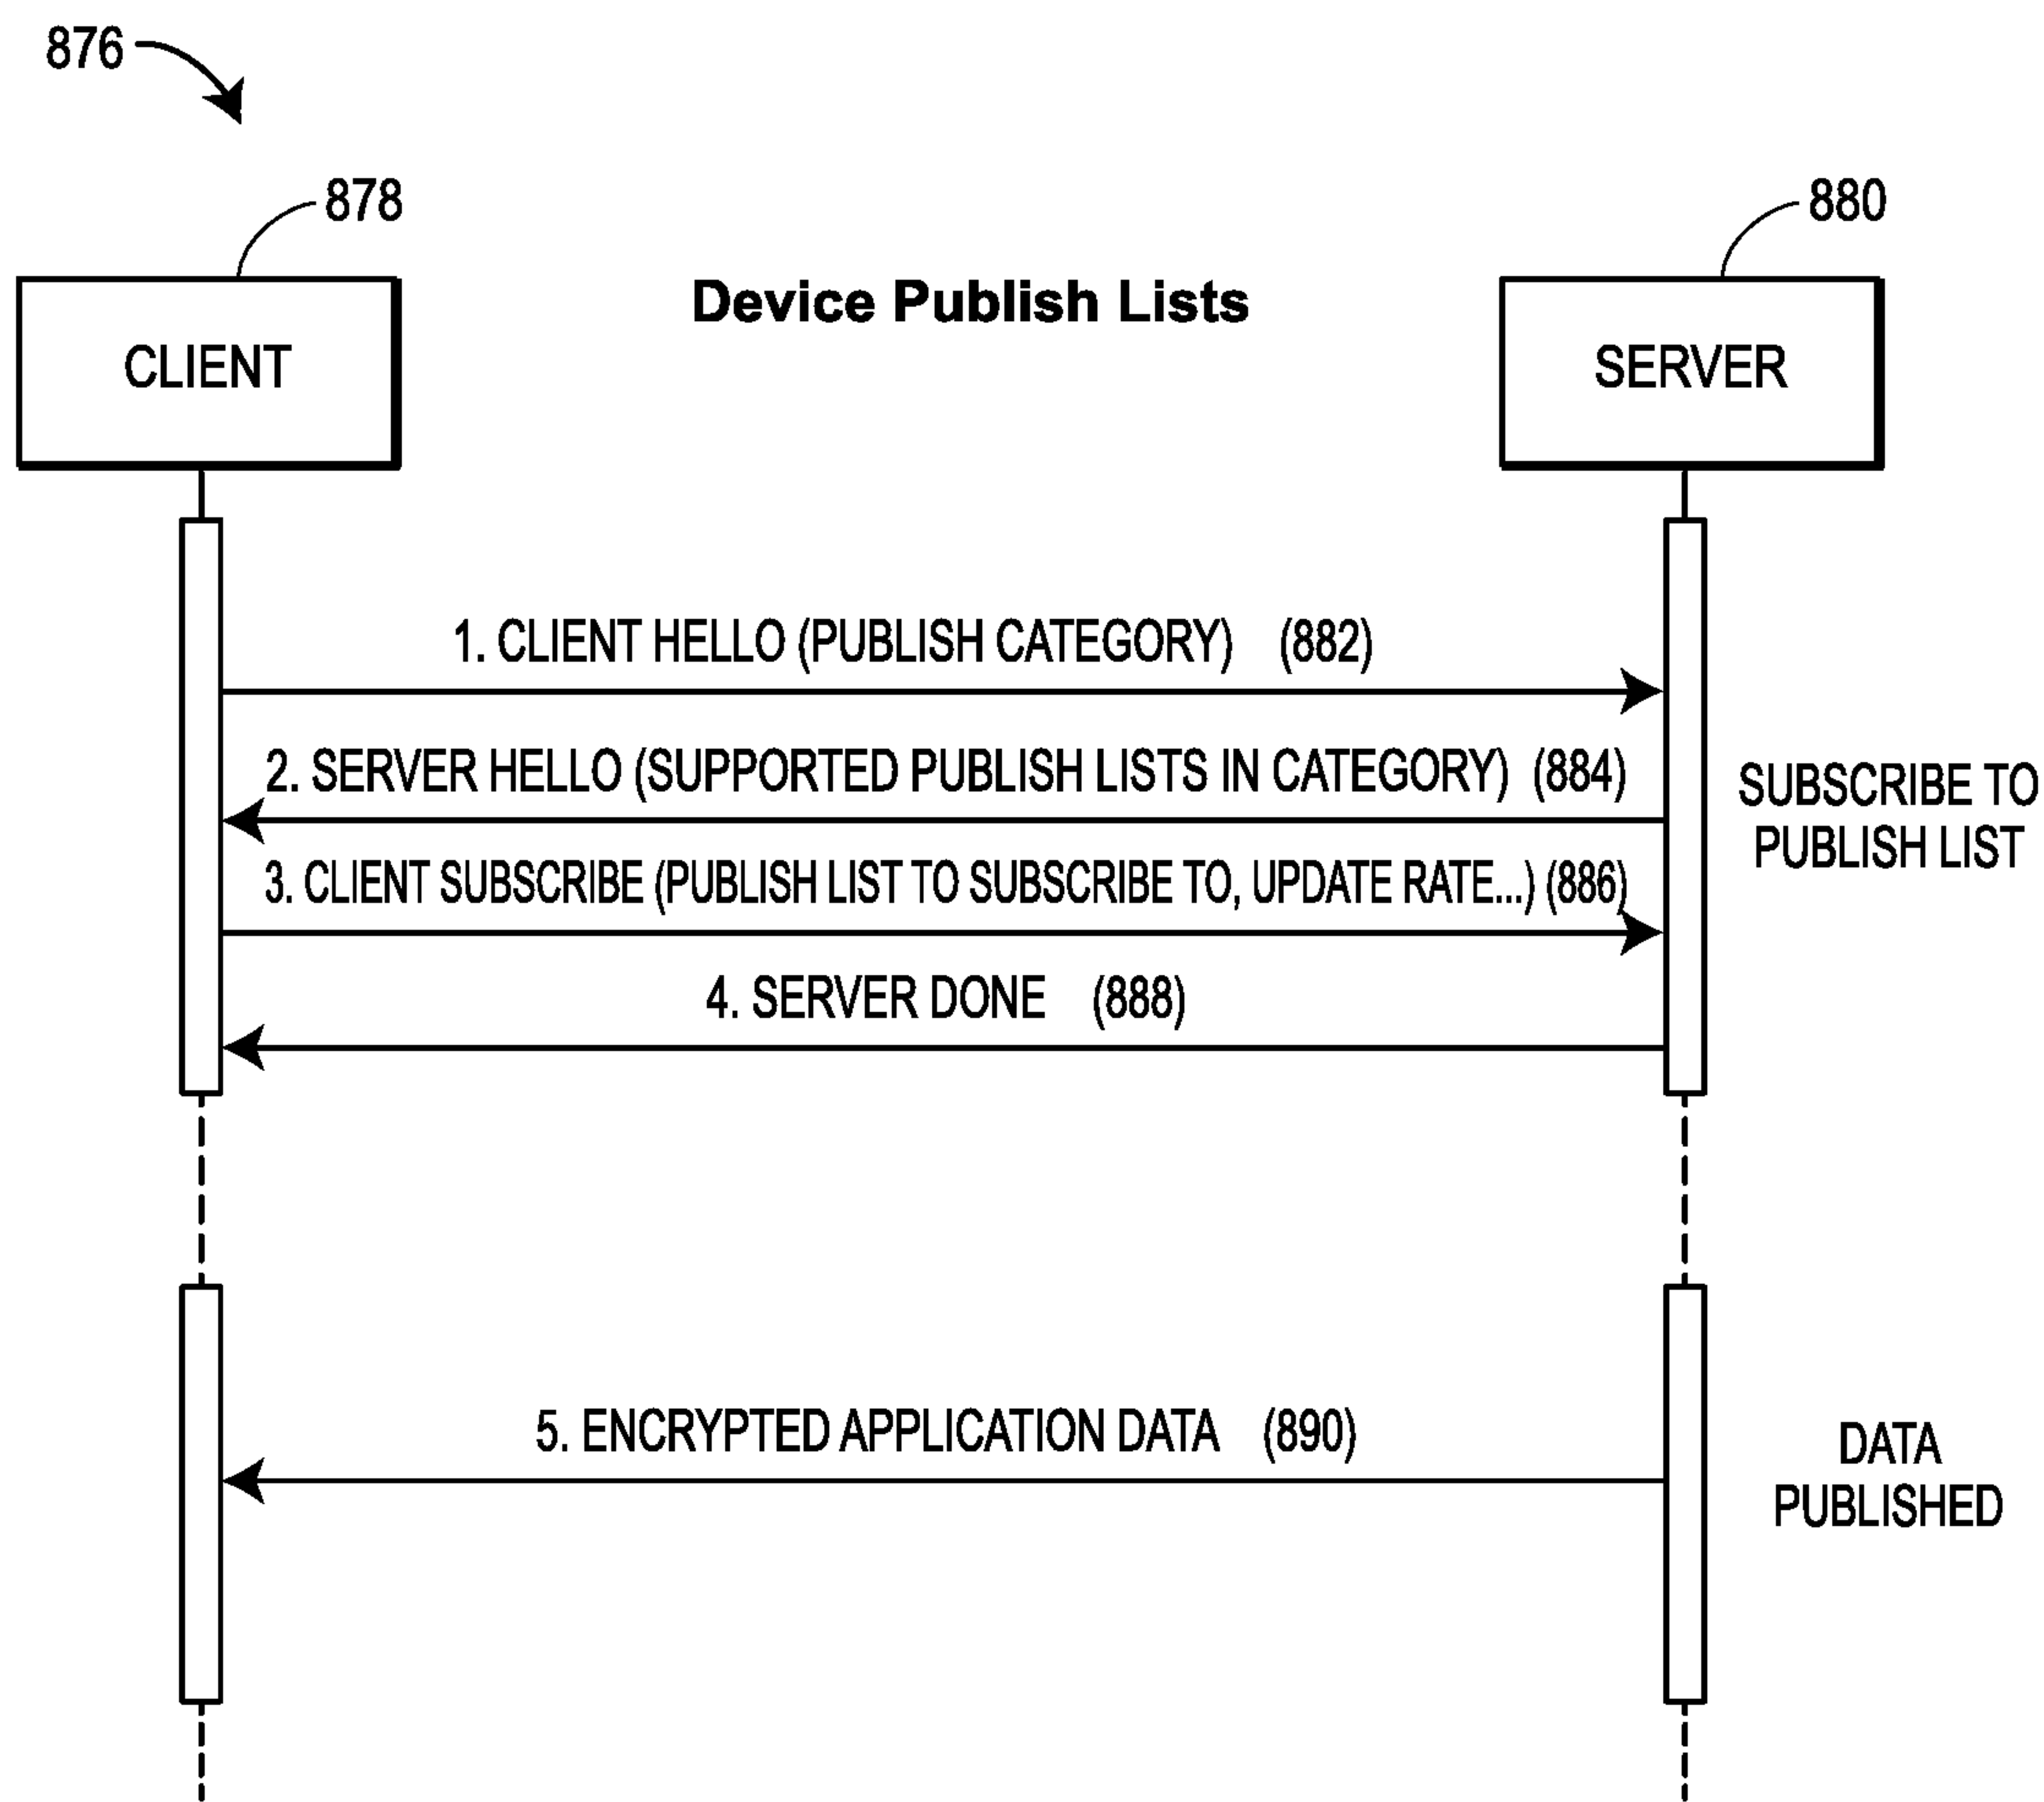 876
878
880
Device Publish Lists
CLIENT
SERVER
1. CLIENT HELLO (PUBLISH CATEGORY) (882)
2. SERVER HELLO (SUPPORTED PUBLISH LISTS IN CATEGORY) (884)
SUBSCRIBE TO
PUBLISH LIST
3. CLIENT SUBSCRIBE (PUBLISH LIST TO SUBSCRIBE TO, UPDATE RATE...) (886)
4. SERVER DONE (888)
5. ENCRYPTED APPLICATION DATA (890)
DATA
PUBLISHED